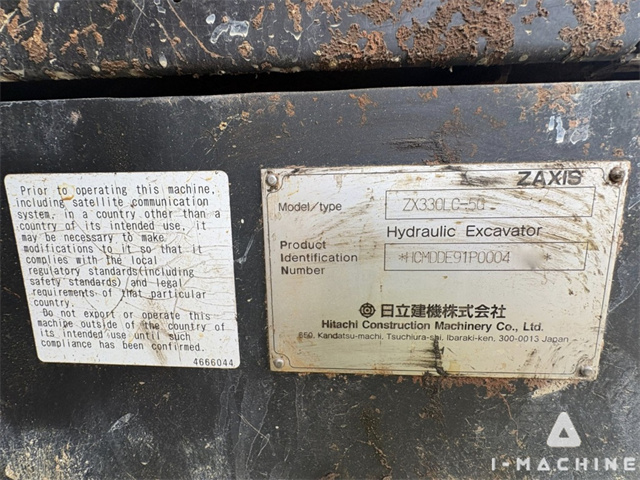 Prior to operating this machine,
including satellite communication
system, in a country other than a
country of its intended use, it
may be necessary to make
modifications to it so that it
complies with the local
regulatory standards(including
safety standards) and legal
requirements of that particular
country.
Do not export or operate this
machine outside of the country of
its intended use until such
compliance has been confirmed.
4666044
ZAXIS
Model/type ZX330LC-5G
Hydraulic Excavator
Product
Identification
Number
*HCMDDE91P0004 *
日立建機株式会社
Hitachi Construction Machinery Co., Ltd.
650, Kandatsu-machi, Tsuchiura-shi, Ibaraki-ken, 300-0013 Japan
I-MACHINE